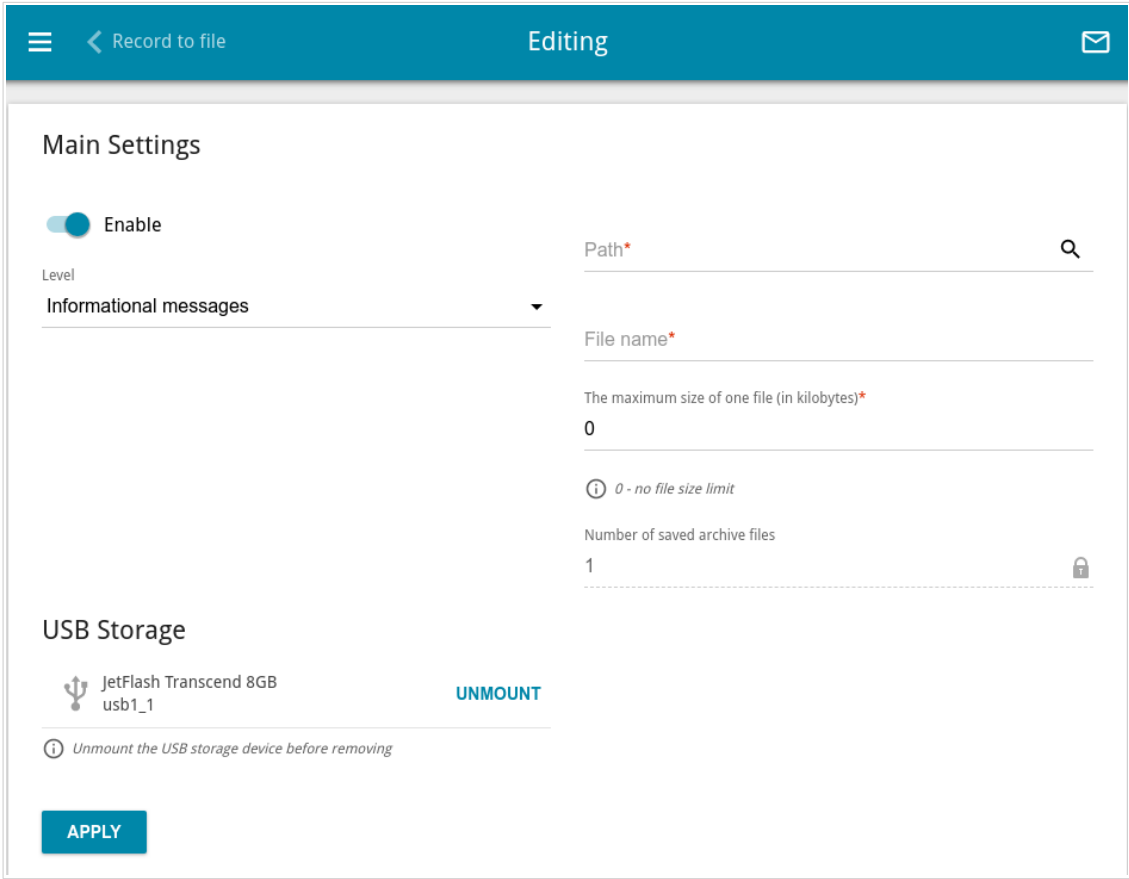 Record to file
Editing
Main Settings
Enable
Level
Informational messages
Path*
File name*
The maximum size of one file (in kilobytes)*
0
0 - no file size limit
Number of saved archive files
1
USB Storage
JetFlash Transcend 8GB
usb1_1
UNMOUNT
Unmount the USB storage device before removing
APPLY